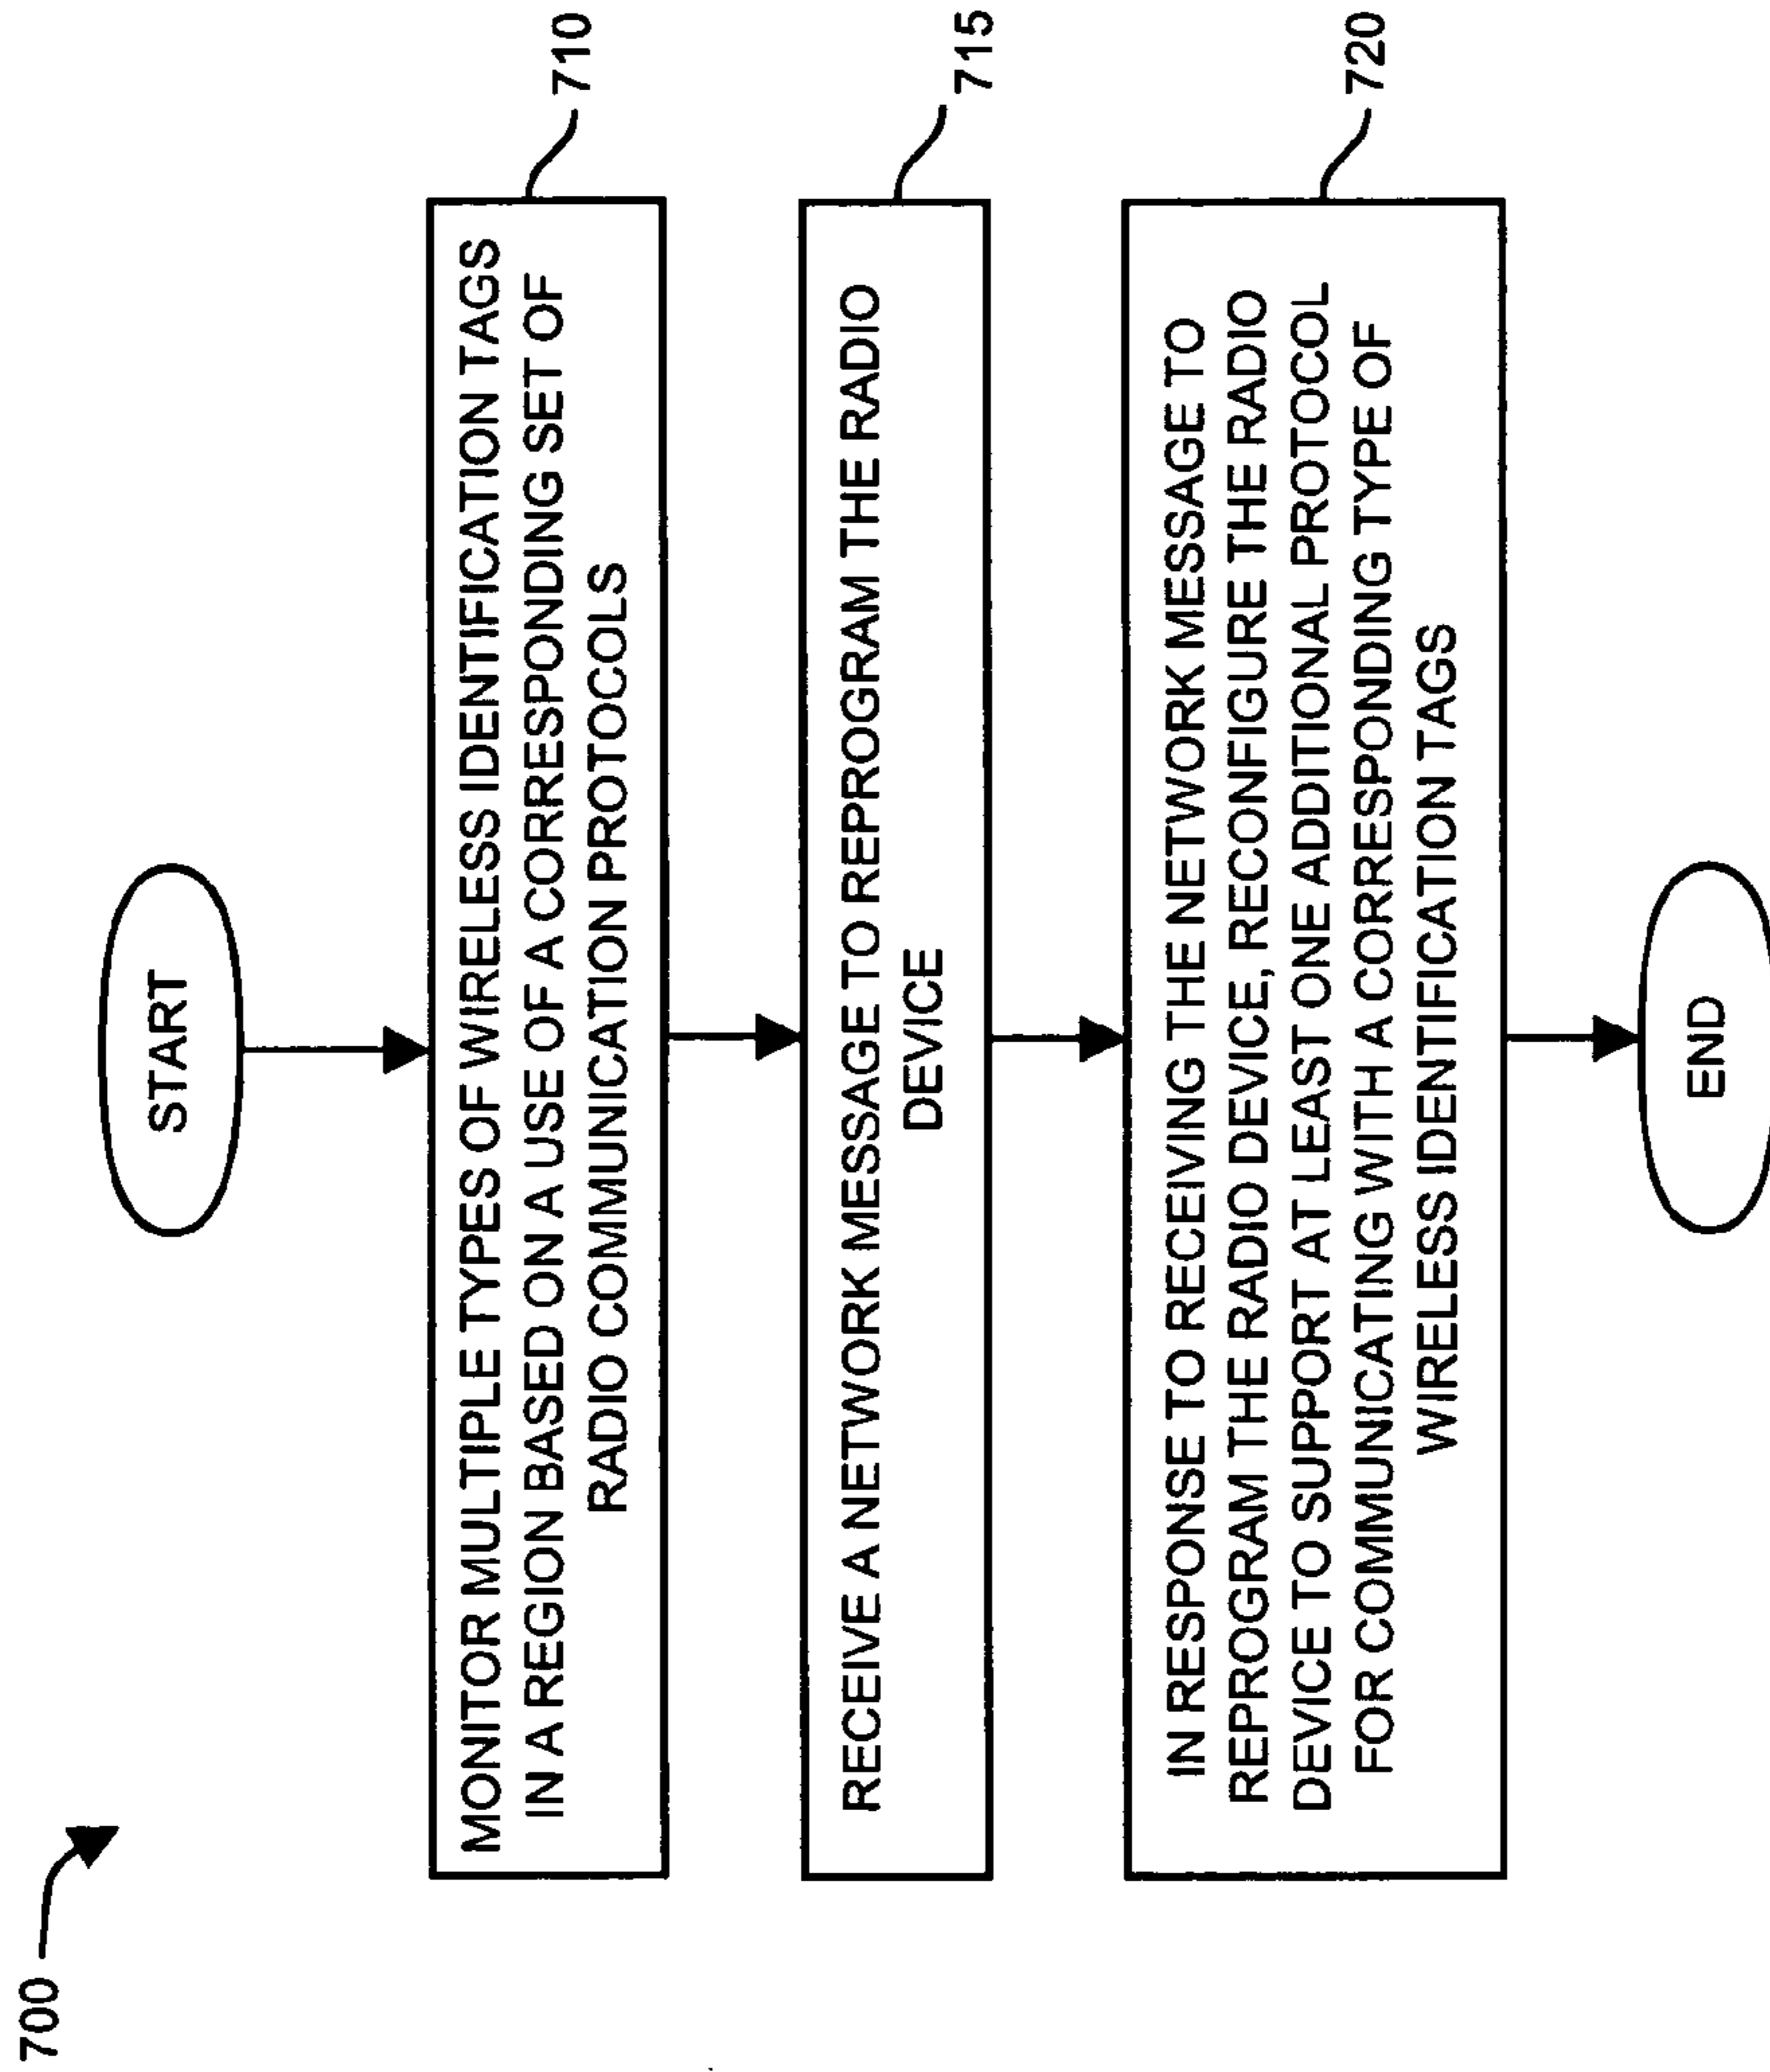 700
START
MONITOR MULTIPLE TYPES OF WIRELESS IDENTIFICATION TAGS
IN A REGION BASED ON A USE OF A CORRESPONDING SET OF
RADIO COMMUNICATION PROTOCOLS
710
RECEIVE A NETWORK MESSAGE TO REPROGRAM THE RADIO
DEVICE
715
IN RESPONSE TO RECEIVING THE NETWORK MESSAGE TO
REPROGRAM THE RADIO DEVICE, RECONFIGURE THE RADIO
DEVICE TO SUPPORT AT LEAST ONE ADDITIONAL PROTOCOL
FOR COMMUNICATING WITH A CORRESPONDING TYPE OF
WIRELESS IDENTIFICATION TAGS
720
END